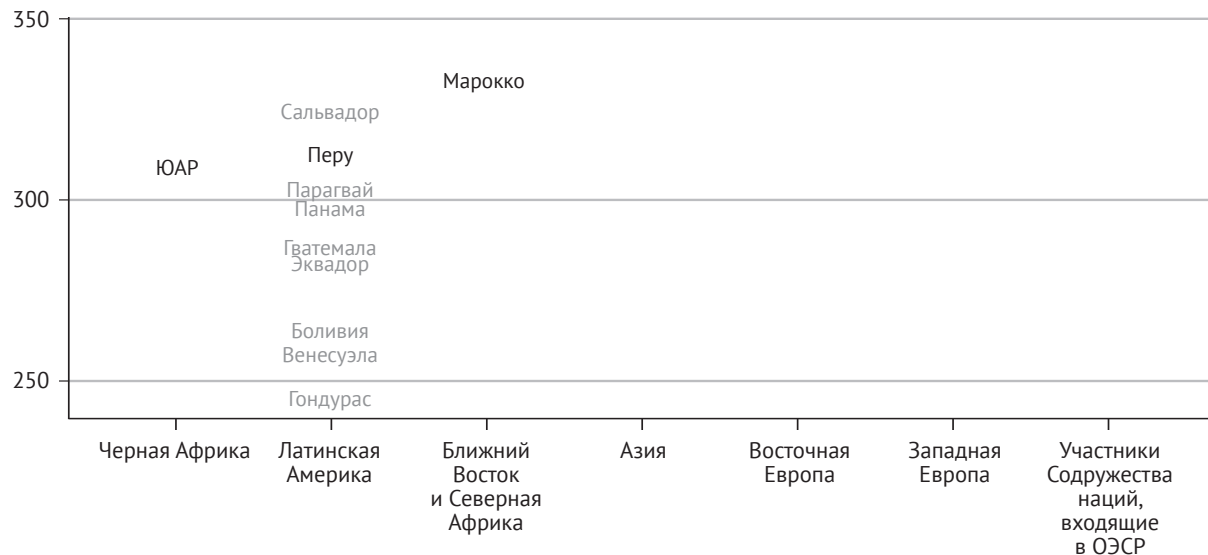 350
Марокко
Сальвадор
Перу
ЮАР
Парагвай
300
Панама
Гватемала
Эквадор
Боливия
Венесуэла
250
Гондурас
Черная Африка
Латинская
Америка
Ближний
Восток
и Северная
Африка
Азия
Восточная
Европа
Западная
Европа
Участники
Содружества
наций,
входящие
в ОЭСР